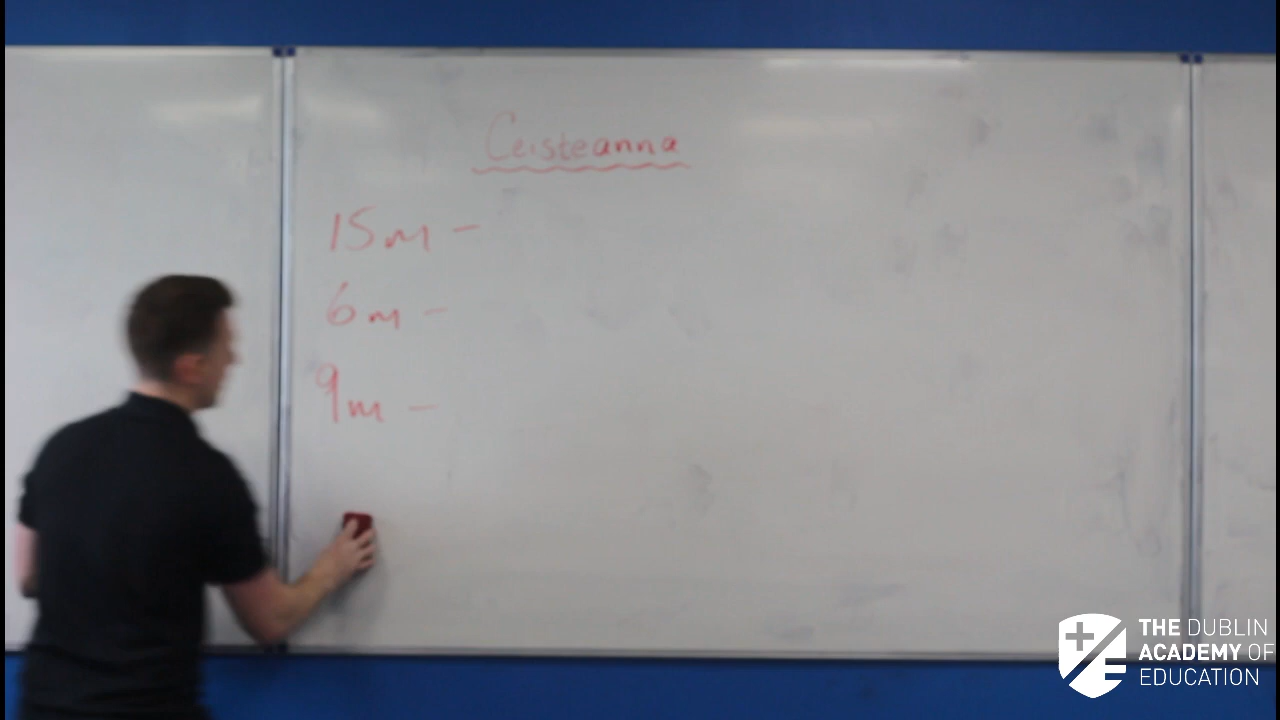 Ceisteanna
15m –
6m –
9m –
THE DUBLIN
ACADEMY OF
EDUCATION